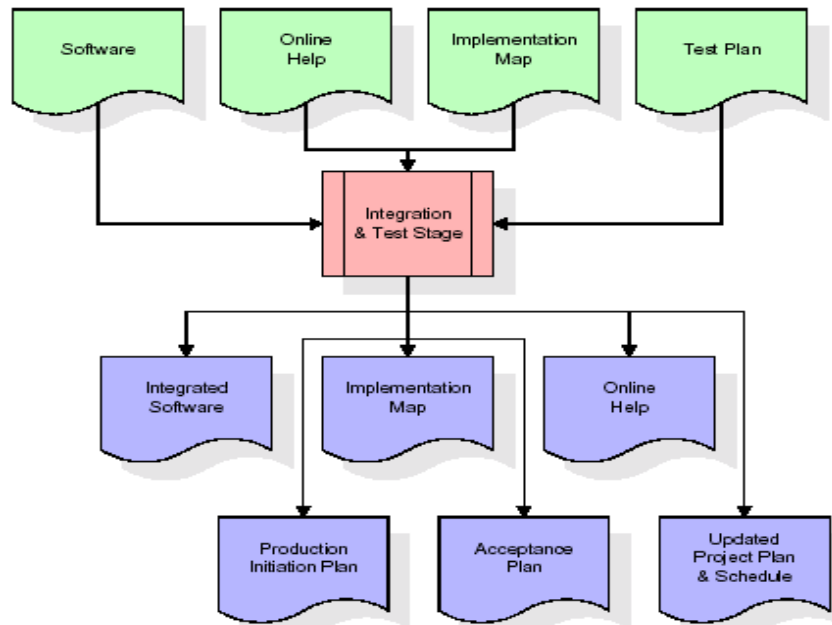 Software
Online
Help
Implementation
Map
Test Plan
Integration
& Test Stage
Integrated
Software
Implementation
Map
Online
Help
Production
Initiation Plan
Acceptance
Plan
Updated
Project Plan
& Schedule